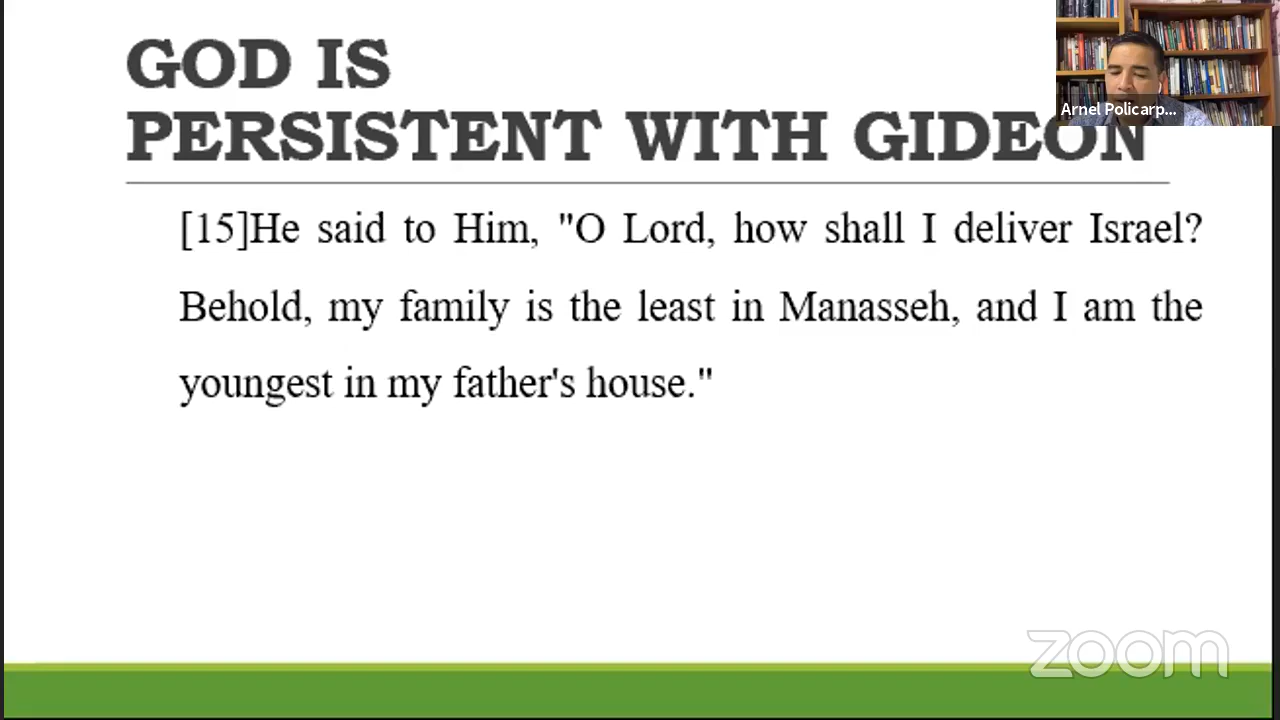 GOD IS
PERSISTENT WITH GIDEON
Arnel Policarp...
[15]He said to Him, "O Lord, how shall I deliver Israel?
Behold, my family is the least in Manasseh, and I am the
youngest in my father's house."
zoom